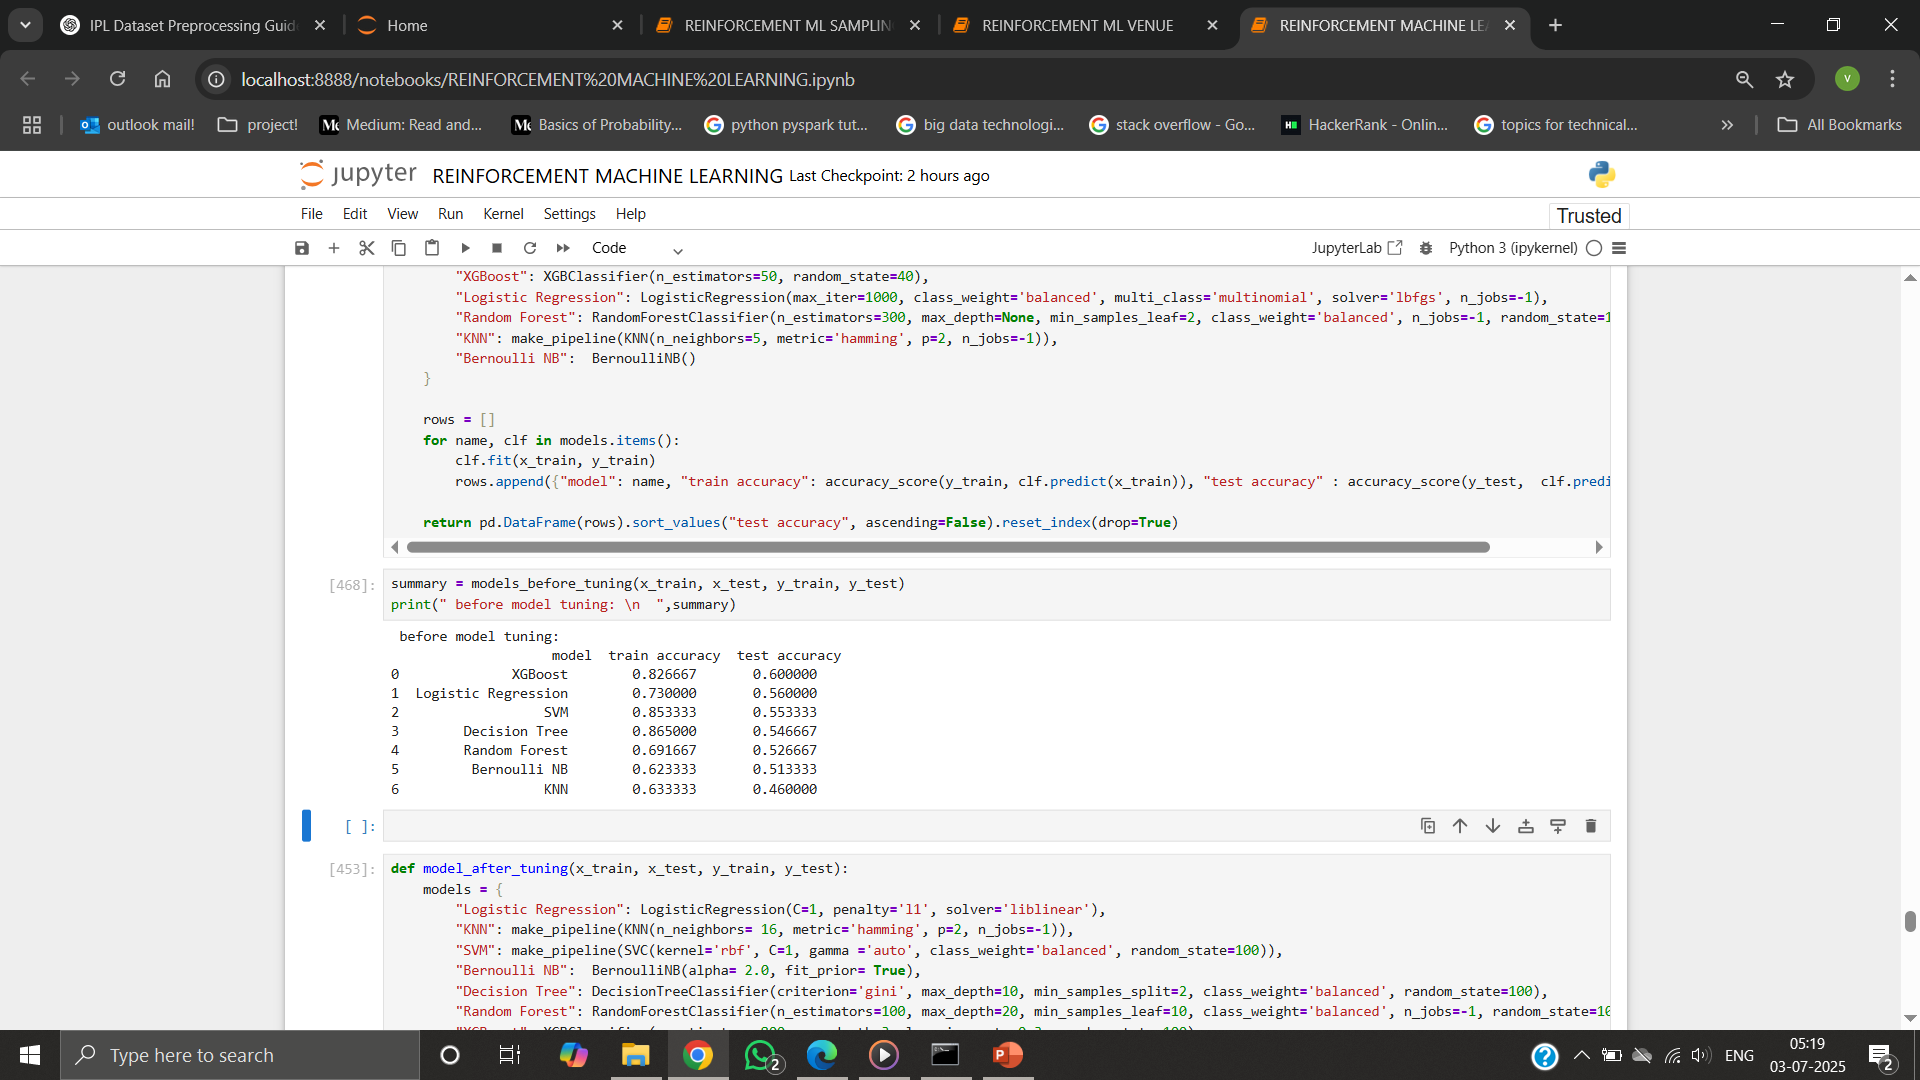 IPL Dataset Preprocessing Guid
Home
REINFORCEMENT ML SAMPLIN
REINFORCEMENT ML VENUE
REINFORCEMENT MACHINE LE
localhost:8888/notebooks/REINFORCEMENT%20MACHINE%20LEARNING.ipynb
V
outlook mail!
project!
Medium: Read and...
Basics of Probability...
python pyspark tut...
big data technologi...
stack overflow - Go...
HackerRank - Onlin...
topics for technical...
All Bookmarks
jupyter REINFORCEMENT MACHINE LEARNING Last Checkpoint: 2 hours ago
File Edit View Run Kernel Settings Help
Trusted
Code
JupyterLab
Python 3 (ipykernel)
"XGBoost": XGBClassifier(n_estimators=50, random_state=40),
"Logistic Regression": LogisticRegression(max_iter=1000, class_weight='balanced', multi_class='multinomial', solver='lbfgs', n_jobs=-1),
"Random Forest": RandomForestClassifier(n_estimators=300, max_depth=None, min_samples_leaf=2, class_weight='balanced', n_jobs=-1, random_state=1
"KNN": make_pipeline(KNN(n_neighbors=5, metric='hamming', p=2, n_jobs=-1)),
"Bernoulli NB":  BernoulliNB()
}
rows = []
for name, clf in models.items():
clf.fit(x_train, y_train)
rows.append({"model": name, "train accuracy": accuracy_score(y_train, clf.predict(x_train)), "test accuracy" : accuracy_score(y_test,  clf.predi
return pd.DataFrame(rows).sort_values("test accuracy", ascending=False).reset_index(drop=True)
[468]: summary = models_before_tuning(x_train, x_test, y_train, y_test)
print(" before model tuning: \n  ",summary)
before model tuning:
model train accuracy test accuracy
0 XGBoost 0.826667 0.600000
1 Logistic Regression 0.730000 0.560000
2 SVM 0.853333 0.553333
3 Decision Tree 0.865000 0.546667
4 Random Forest 0.691667 0.526667
5 Bernoulli NB 0.623333 0.513333
6 KNN 0.633333 0.460000
[ ]:
[453]: def model_after_tuning(x_train, x_test, y_train, y_test):
models = {
"Logistic Regression": LogisticRegression(C=1, penalty='l1', solver='liblinear'),
"KNN": make_pipeline(KNN(n_neighbors= 16, metric='hamming', p=2, n_jobs=-1)),
"SVM": make_pipeline(SVC(kernel='rbf', C=1, gamma ='auto', class_weight='balanced', random_state=100)),
"Bernoulli NB":  BernoulliNB(alpha= 2.0, fit_prior= True),
"Decision Tree": DecisionTreeClassifier(criterion='gini', max_depth=10, min_samples_split=2, class_weight='balanced', random_state=100),
"Random Forest": RandomForestClassifier(n_estimators=100, max_depth=20, min_samples_leaf=10, class_weight='balanced', n_jobs=-1, random_state=10
Type here to search
2
ENG
05:19
03-07-2025
2